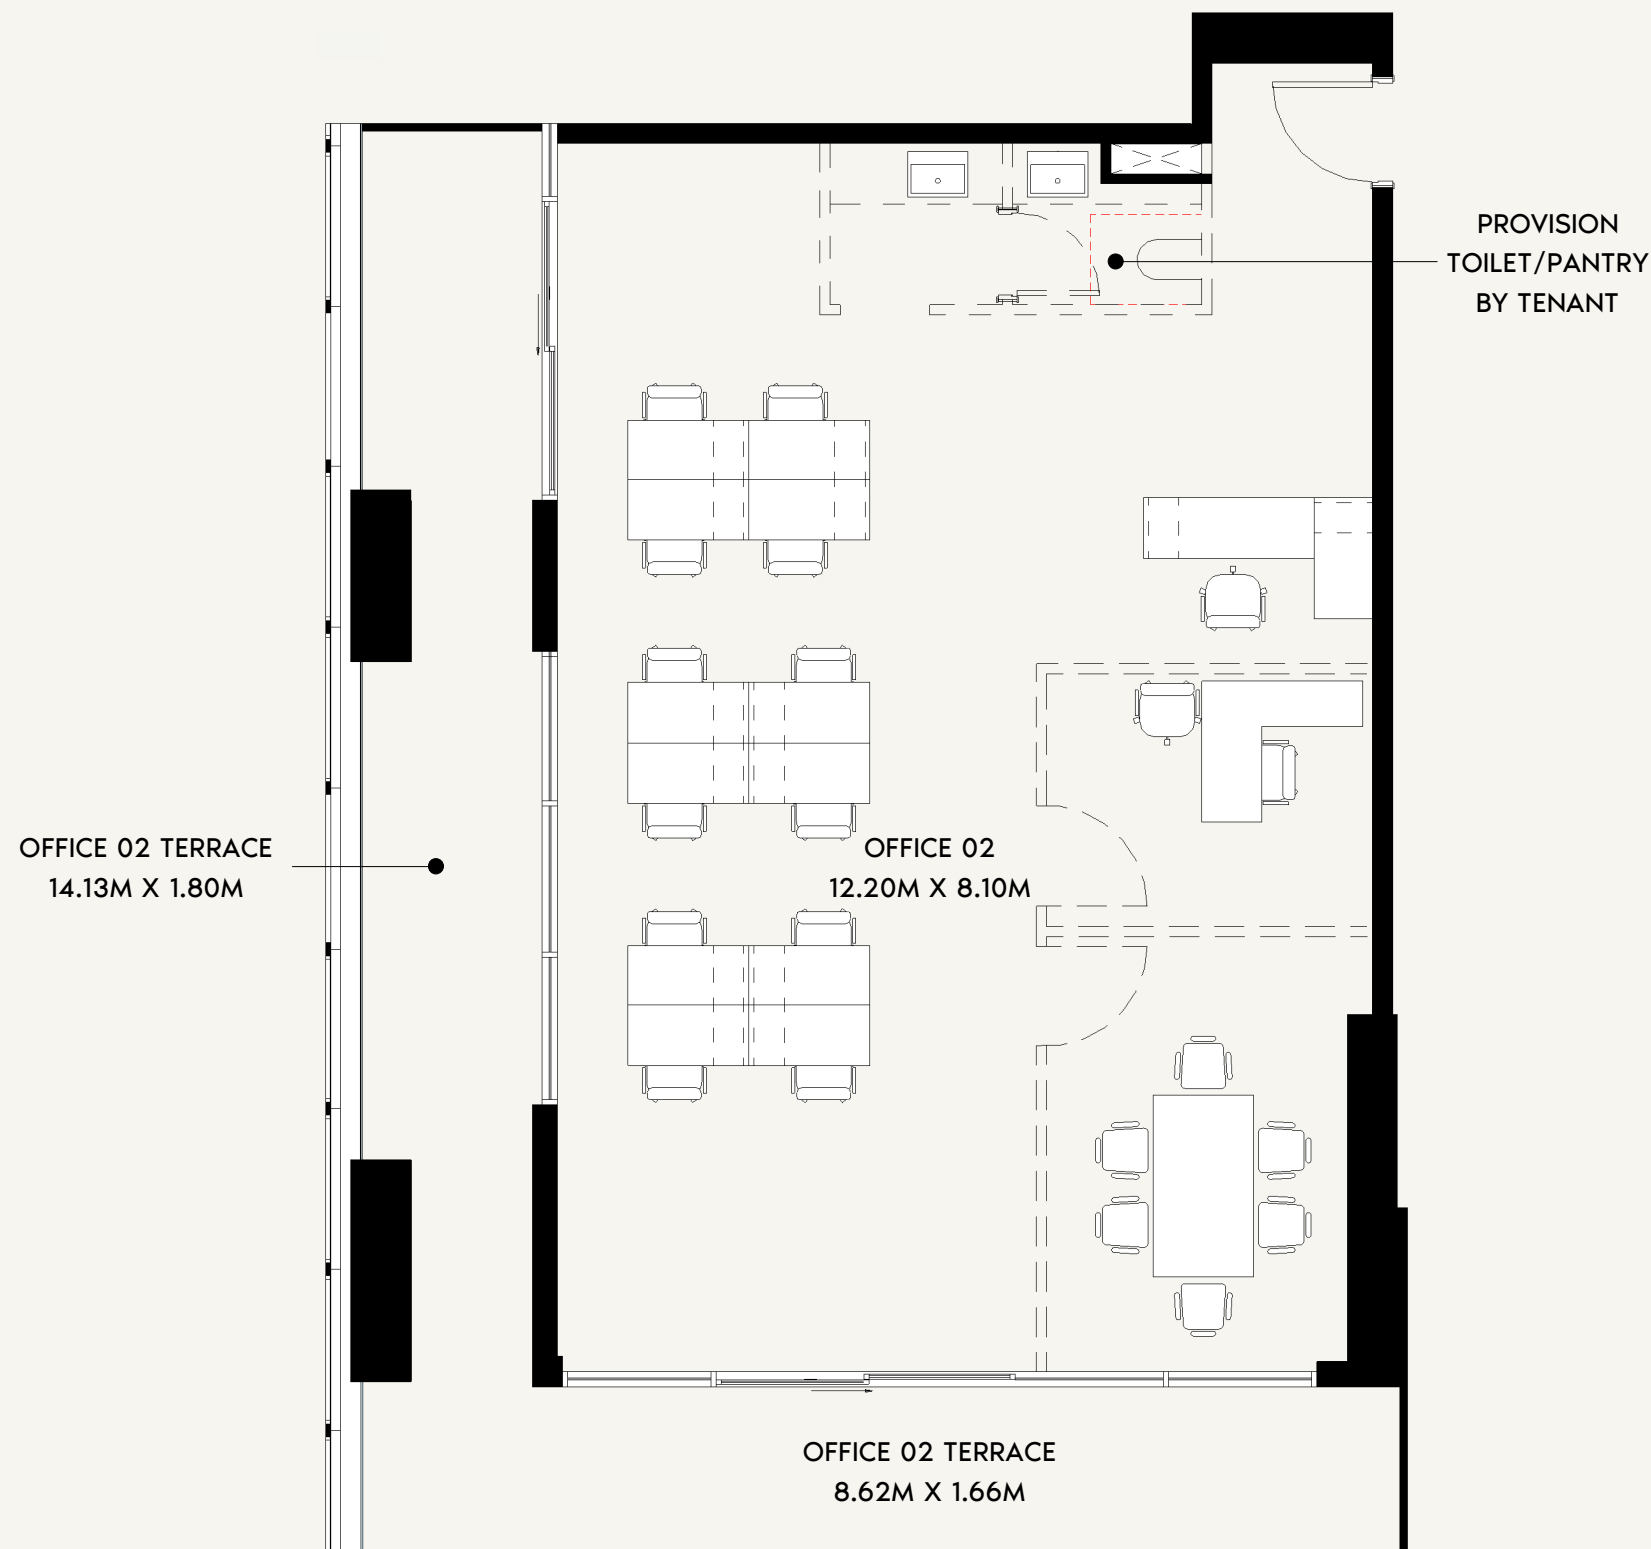 PROVISION
TOILET/PANTRY
BY TENANT
OFFICE 02 TERRACE
14.13M X 1.80M
OFFICE 02
12.20M X 8.10M
OFFICE 02 TERRACE
8.62M X 1.66M